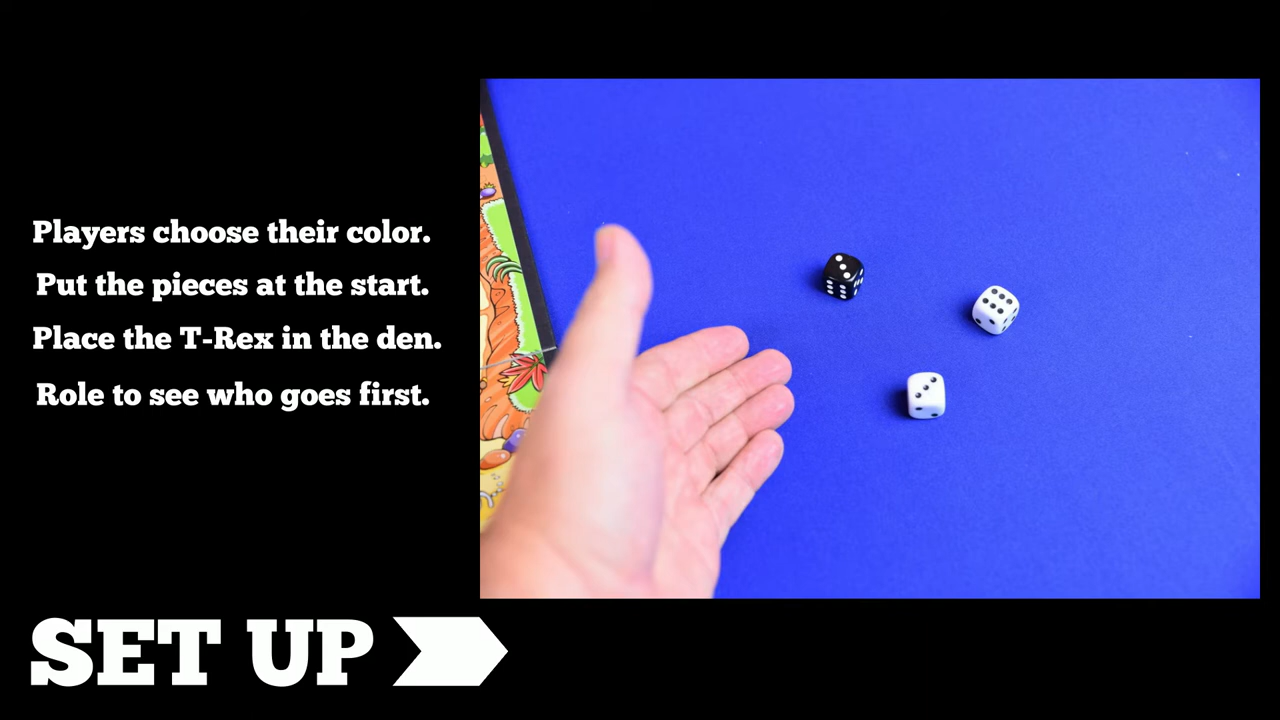 Players choose their color.
Put the pieces at the start.
Place the T-Rex in the den.
Role to see who goes first.
SET UP